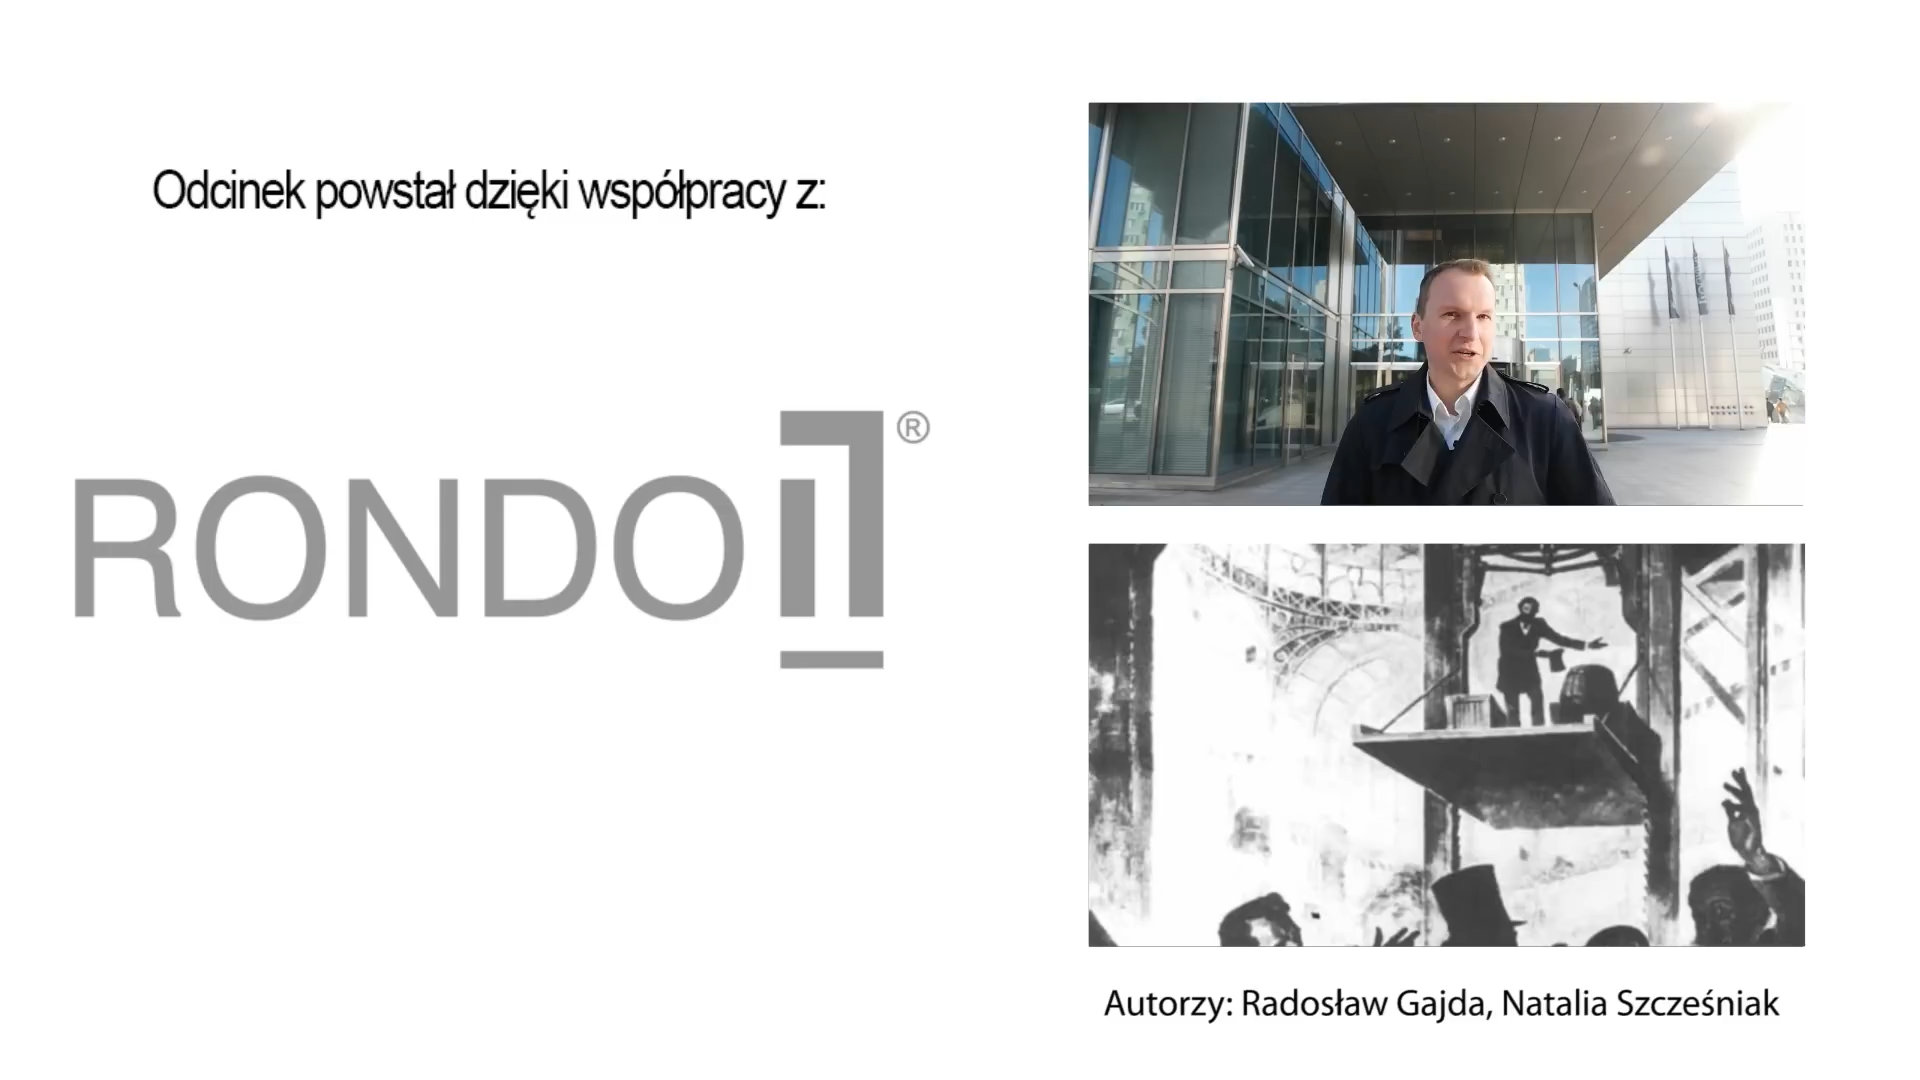 Odcinek powstał dzięki współpracy z:
RONDO 1®
Autorzy: Radosław Gajda, Natalia Szcześniak